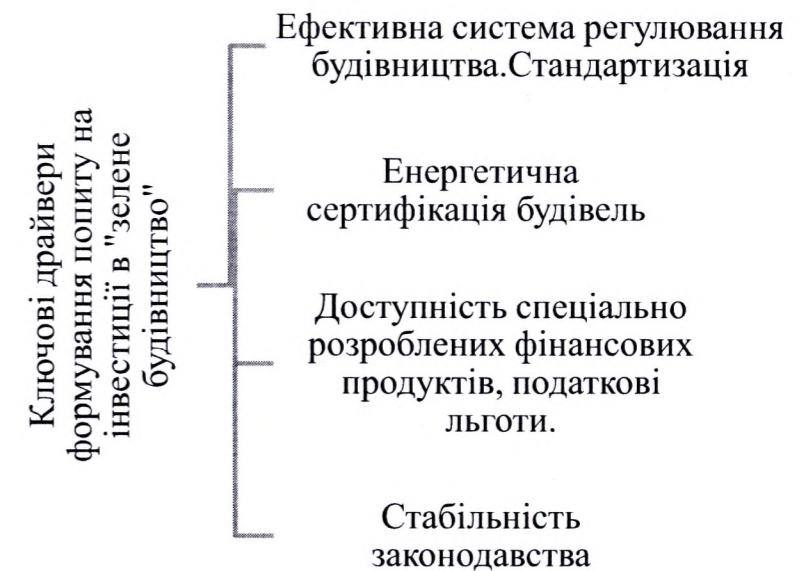 Ключові драйвери
формування попиту на
інвестиції в "зелене
будівництво"
Ефективна система регулювання
будівництва.Стандартизація
Енергетична
сертифікація будівель
Доступність спеціально
розроблених фінансових
продуктів, податкові
льготи.
Стабільність
законодавства